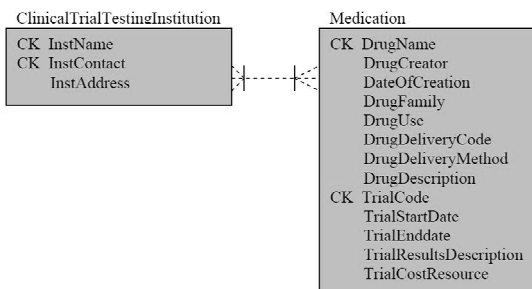 ClinicalTrialTestingInstitution
CK InstName
CK InstContact
InstAddress
Medication
CK DrugName
DrugCreator
DateOfCreation
DrugFamily
DrugUse
DrugDeliveryCode
DrugDeliveryMethod
DrugDescription
CK TrialCode
TrialStartDate
TrialEnddate
TrialResultsDescription
TrialCostResource